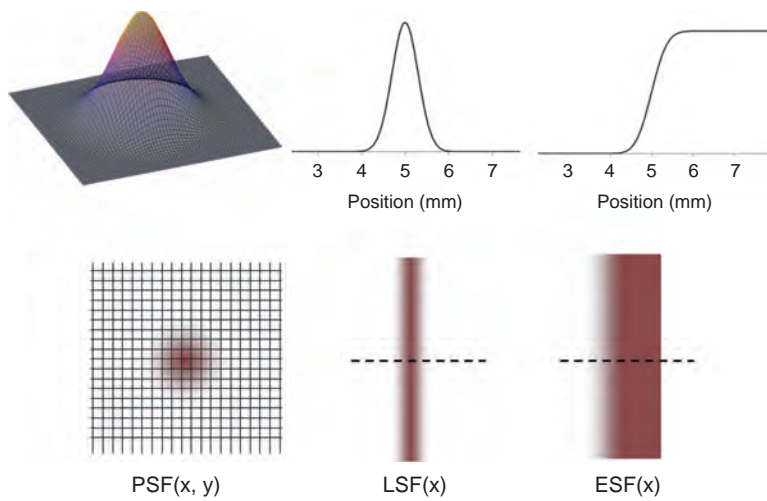 3 4 5 6 7
Position (mm)
3 4 5 6 7
Position (mm)
PSF(x, y)
LSF(x)
ESF(x)